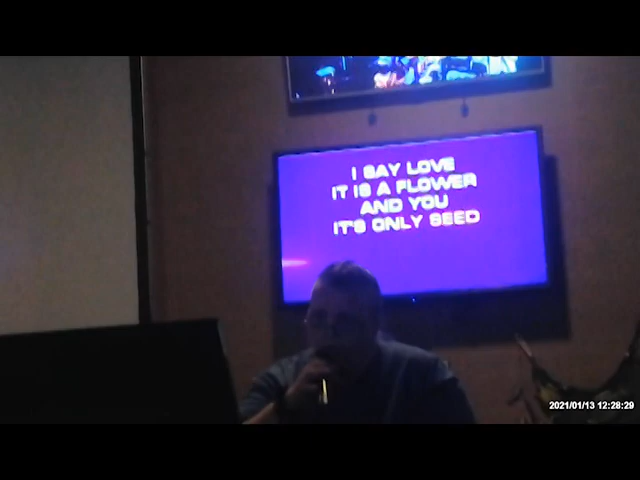 I SAY LOVE
IT IS A FLOWER
AND YOU
IT'S ONLY SEED
2021/01/13 12:28:29